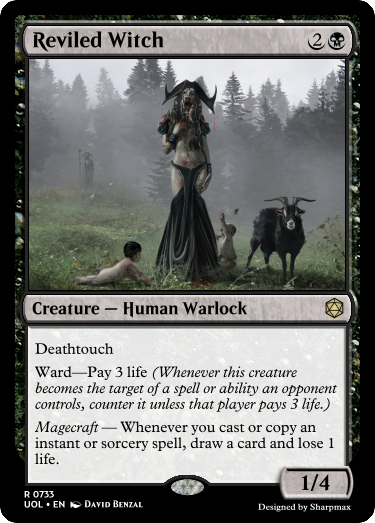 Reviled Witch 2
Creature — Human Warlock
Deathtouch
Ward—Pay 3 life (Whenever this creature
becomes the target of a spell or ability an opponent
controls, counter it unless that player pays 3 life.)
Magecraft — Whenever you cast or copy an
instant or sorcery spell, draw a card and lose 1
life.
1/4
R 0733
UOL • EN David Benzal
Designed by Sharpmax